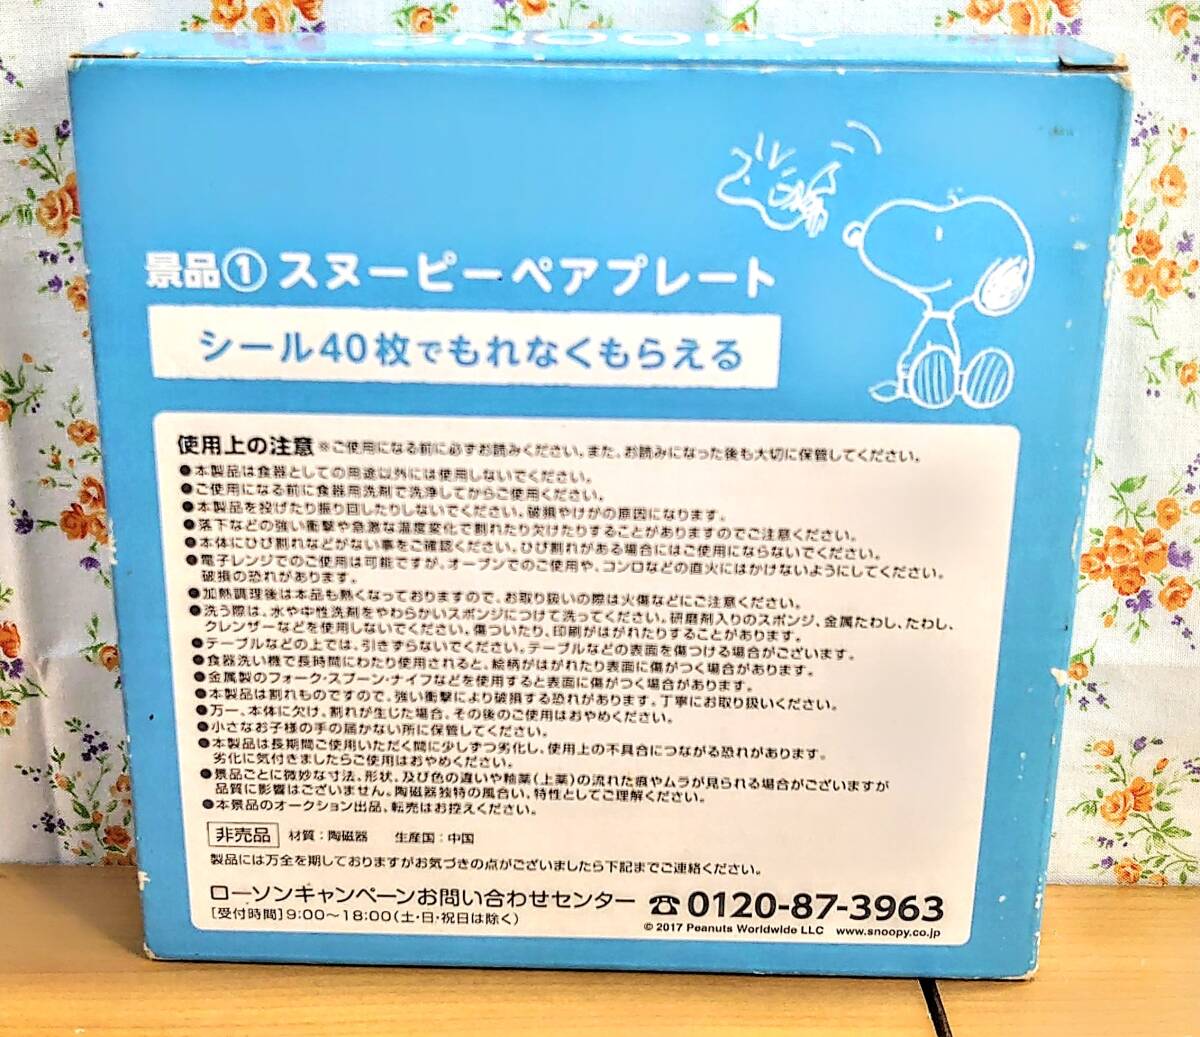 SNOOPY
景品① スヌーピー ペアプレート
シール40枚でもれなくもらえる
使用上の注意 ※ご使用になる前に必ずお読みください。また、お読みになった後も大切に保管してください。
●本製品は食器としての用途以外には使用しないでください。
●ご使用になる前に食器用洗剤で洗浄してからご使用ください。
●本製品を投げたり振り回したりしないでください。破損やけがの原因になります。
●落下などの強い衝撃や急激な温度変化で割れたり欠けたりすることがありますのでご注意ください。
●本体にひび割れなどがない事をご確認ください。ひび割れがある場合にはご使用にならないでください。
●電子レンジでのご使用は可能ですが、オーブンでのご使用や、コンロなどの直火にはかけないようにしてください。
破損の恐れがあります。
●加熱調理後は本品も熱くなっておりますので、お取り扱いの際は火傷などにご注意ください。
●洗う際は、水や中性洗剤をやわらかいスポンジにつけて洗ってください。研磨剤入りのスポンジ、金属たわし、たわし、
クレンザーなどを使用しないでください。傷ついたり、印刷がはがれたりすることがあります。
●テーブルなどの上では、引きずらないでください。テーブルなどの表面を傷つける場合がございます。
●食器洗い機で長時間にわたり使用されると、絵柄がはがれたり表面に傷がつく場合があります。
●金属製のフォーク・スプーン・ナイフなどを使用すると表面に傷がつく場合があります。
●本製品は割れものですので、強い衝撃により破損する恐れがあります。丁寧にお取り扱いください。
●万一、本体に欠け、割れが生じた場合、その後のご使用はおやめください。
●小さなお子様の手の届かない所に保管してください。
●本製品は長期間ご使用いただく間に少しずつ劣化し、使用上の不具合につながる恐れがあります。
劣化に気付きましたらご使用はおやめください。
●景品ごとに微妙な寸法、形状、及び色の違いや釉薬(上薬)の流れた痕やムラが見られる場合がございますが
品質に影響はございません。陶磁器独特の風合い、特性としてご理解ください。
●本景品のオークション出品、転売はお控えください。
非売品 材質:陶磁器 生産国:中国
製品には万全を期しておりますがお気づきの点がございましたら下記までご連絡ください。
ローソンキャンペーンお問い合わせセンター ☎0120-87-3963
[受付時間]9:00〜18:00(土・日・祝日は除く)
© 2017 Peanuts Worldwide LLC www.snoopy.co.jp